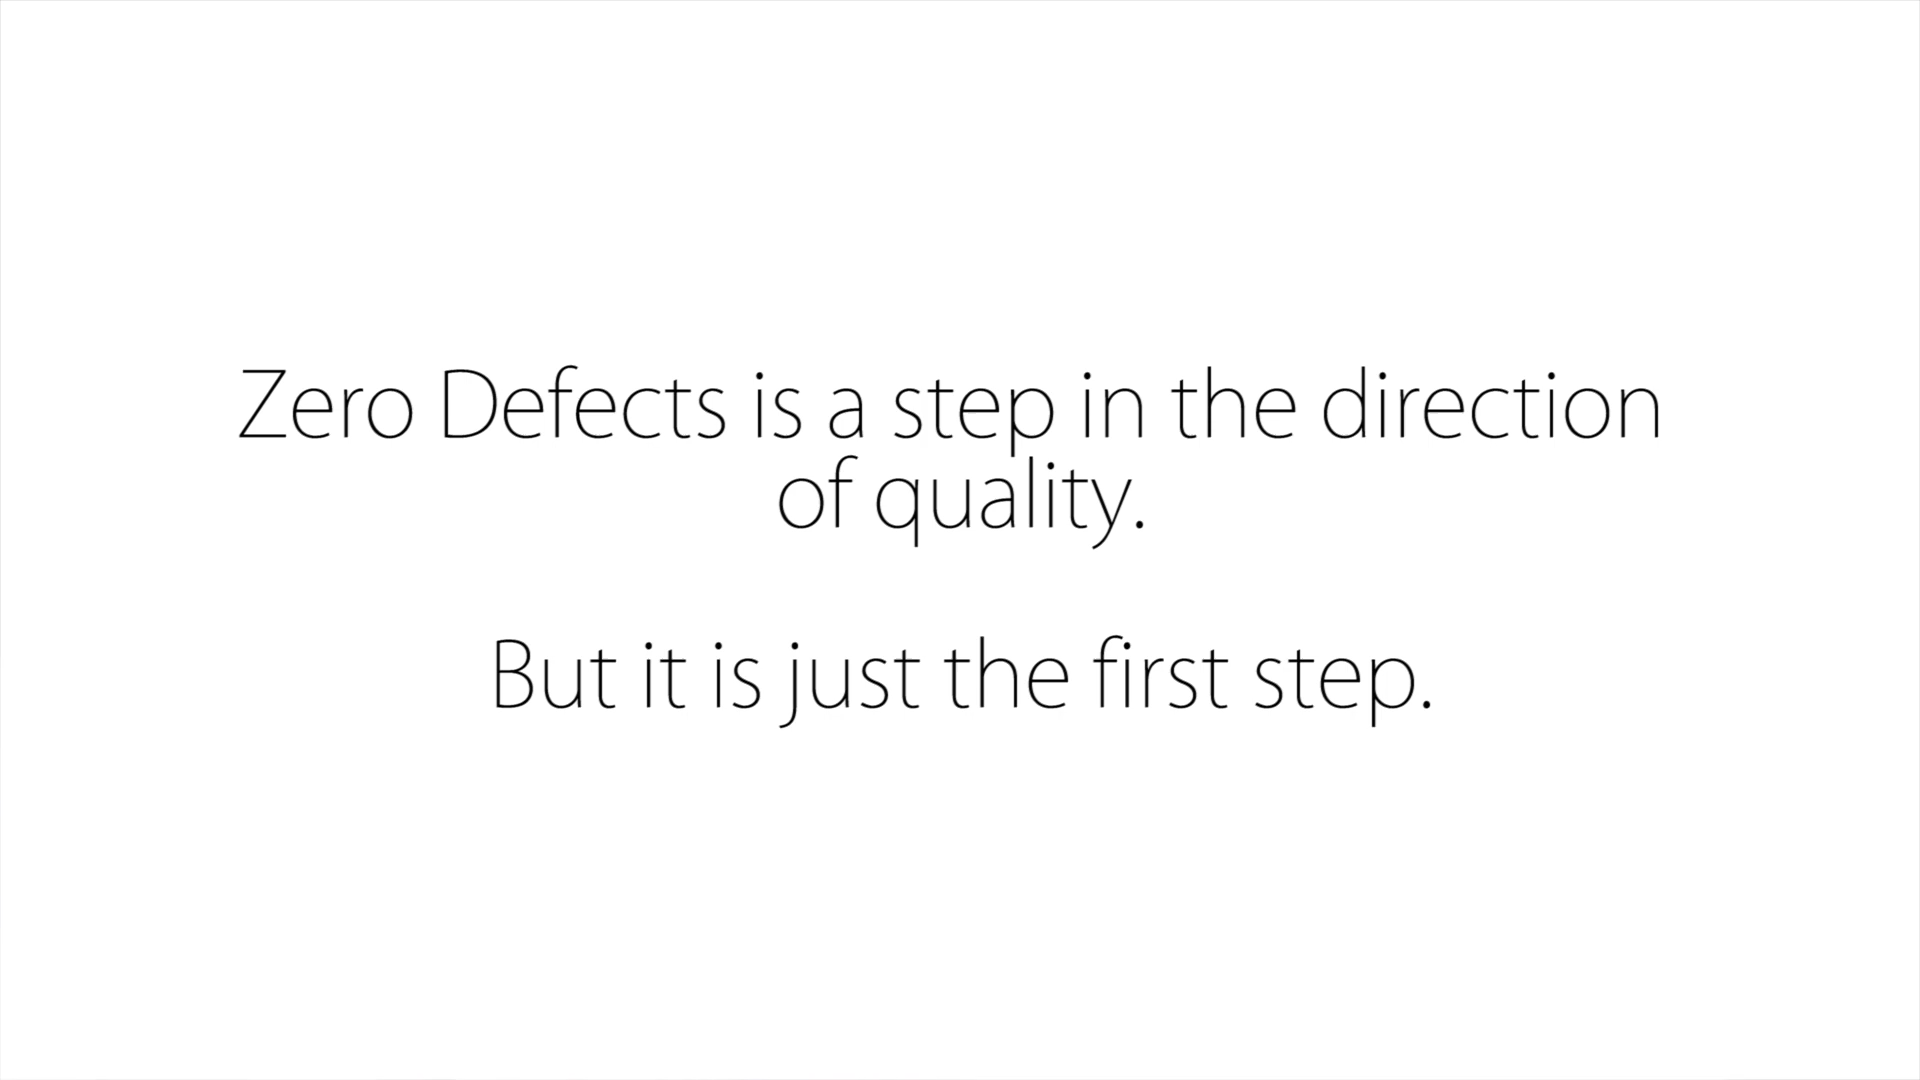 Zero Defects is a step in the direction
of quality.
But it is just the first step.